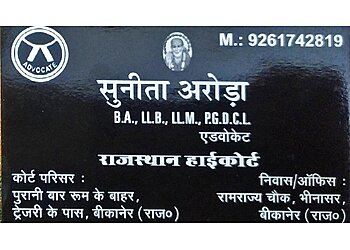 M.: 9261742819
ADVOCATE
सुनीता अरोड़ा
B.A., LL.B., LL.M., P.G.D.C.L.
एडवोकेट
राजस्थान हाईकोर्ट
कोर्ट परिसर :
पुरानी बार रूम के बाहर,
ट्रेजरी के पास, बीकानेर (राज०)
निवास/ऑफिस :
रामराज्य चौक, भीनासर,
बीकानेर (राज०)